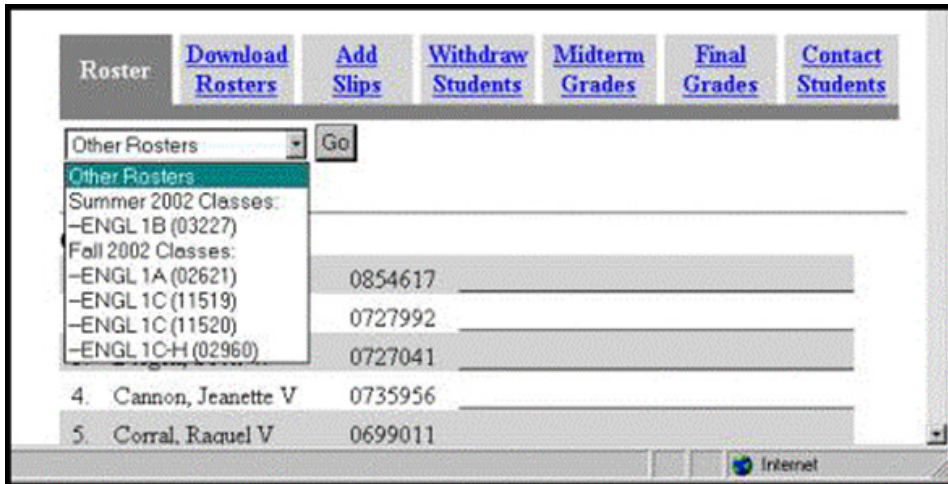 Roster Download Rosters Add Slips Withdraw Students Midterm Grades Final Grades Contact Students
Other Rosters Go
Other Rosters
Summer 2002 Classes:
--ENGL 1B (03227)
Fall 2002 Classes:
--ENGL 1A (02621)
--ENGL 1C (11519)
--ENGL 1C (11520)
--ENGL 1C-H (02960)
0854617
0727992
0727041
4. Cannon, Jeanette V 0735956
5. Corral, Raquel V 0699011
Internet